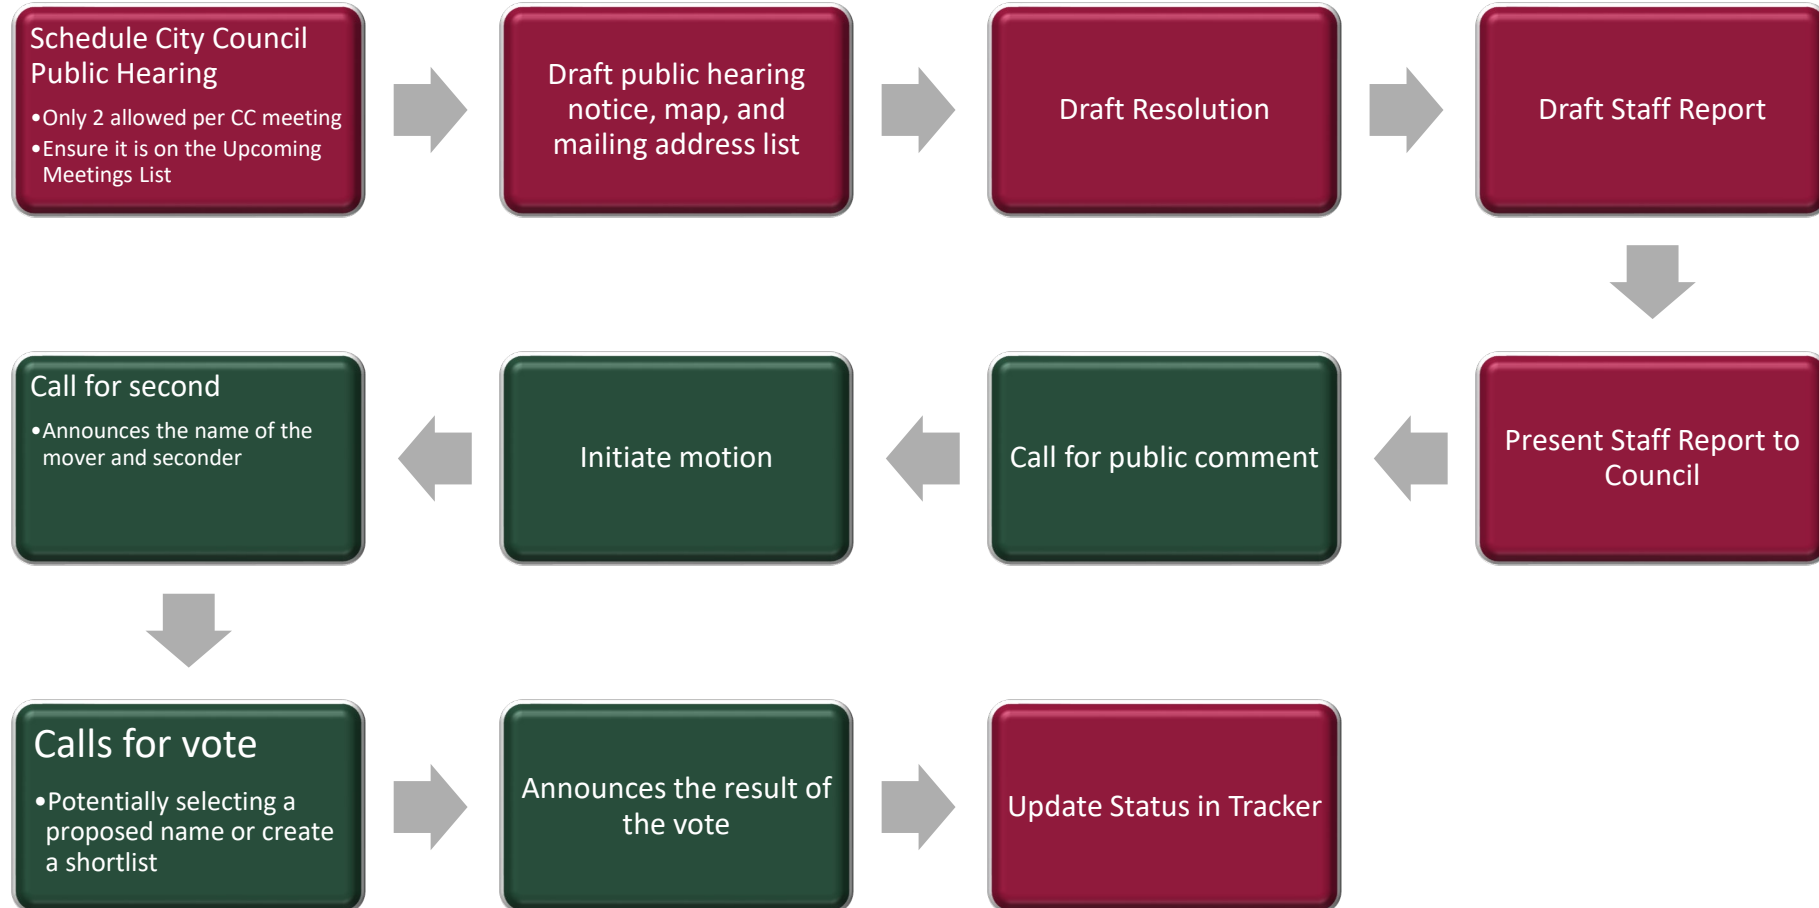 Schedule City Council
Public Hearing
•Only 2 allowed per CC meeting
•Ensure it is on the Upcoming
Meetings List
Draft public hearing
notice, map, and
mailing address list
Draft Resolution
Draft Staff Report
Present Staff Report to
Council
Call for public comment
Initiate motion
Call for second
•Announces the name of the
mover and seconder
Calls for vote
•Potentially selecting a
proposed name or create
a shortlist
Announces the result of
the vote
Update Status in Tracker